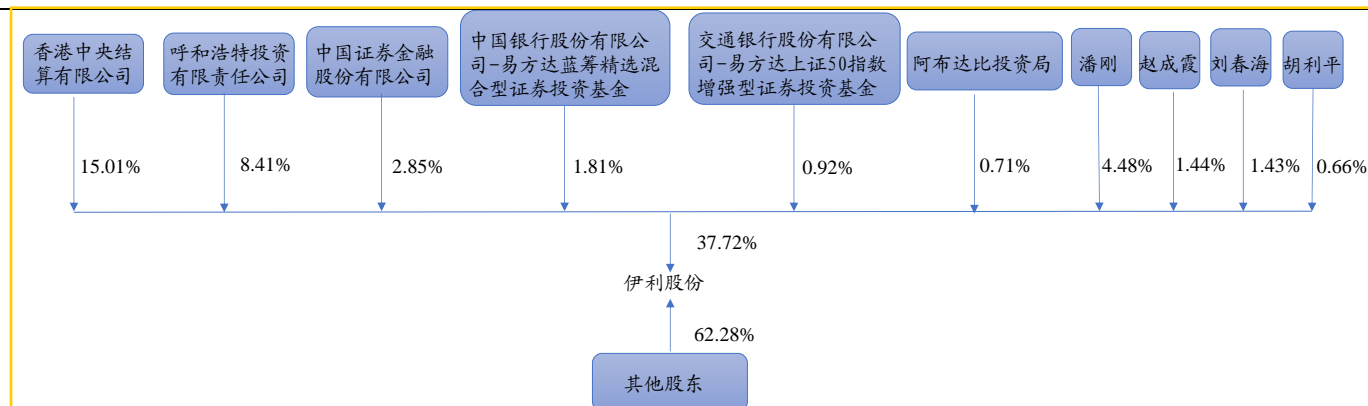 香港中央结
算有限公司
呼和浩特投资
有限责任公司
中国证券金融
股份有限公司
中国银行股份有限公
司-易方达蓝筹精选混
合型证券投资基金
交通银行股份有限公
司-易方达上证50指数
增强型证券投资基金
阿布达比投资局
潘刚
赵成霞
刘春海
胡利平
15.01%
8.41%
2.85%
1.81%
0.92%
0.71%
4.48%
1.44%
1.43%
0.66%
37.72%
伊利股份
62.28%
其他股东